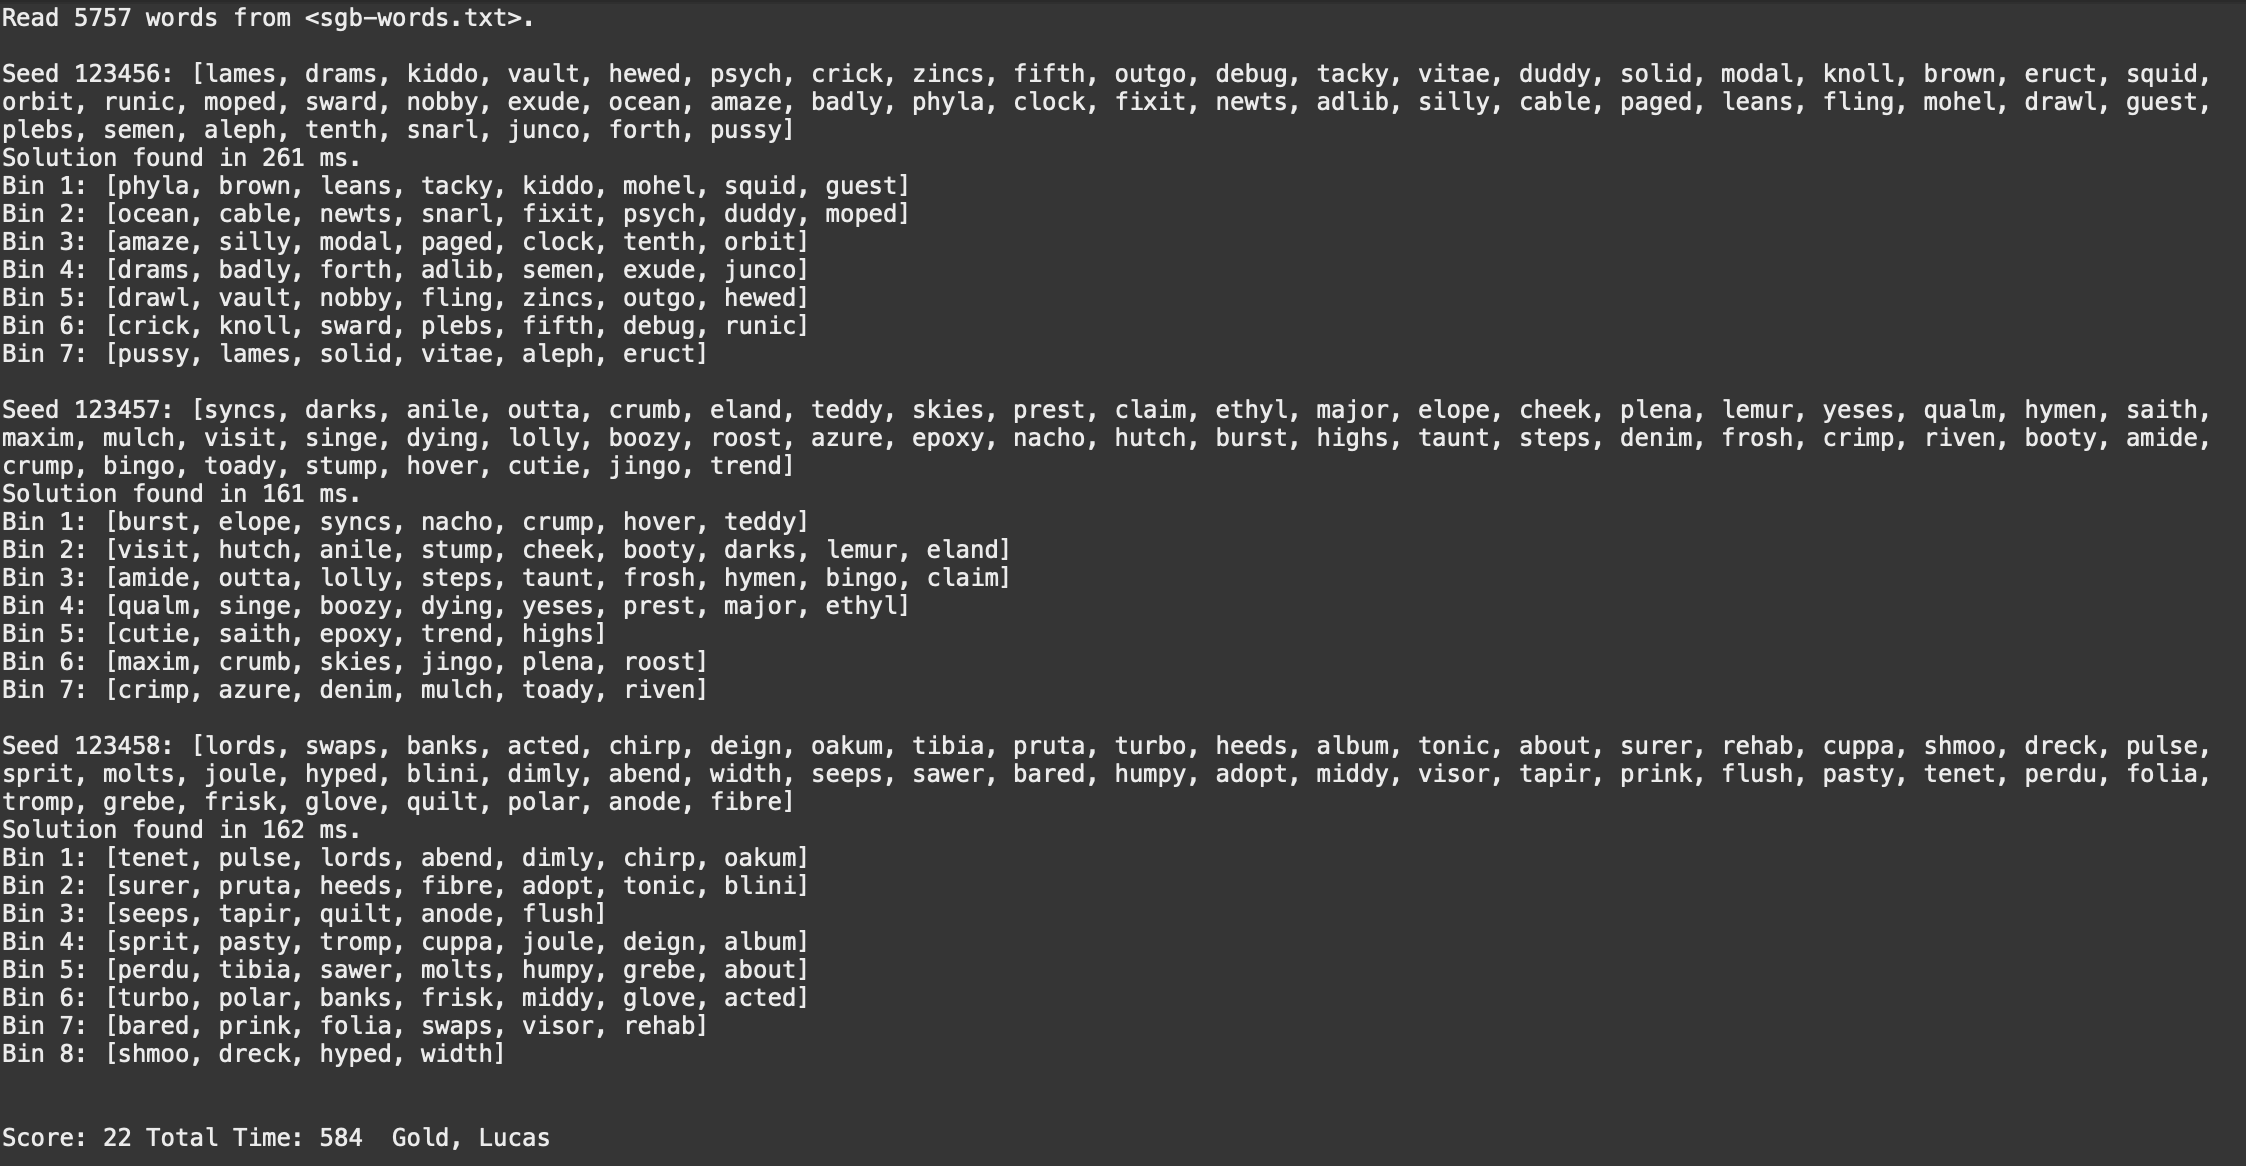 Read 5757 words from <sgb-words.txt>.
Seed 123456: [lames, drams, kiddo, vault, hewed, psych, crick, zincs, fifth, outgo, debug, tacky, vitae, duddy, solid, modal, knoll, brown, eruct, squid,
orbit, runic, moped, sward, nobby, exude, ocean, amaze, badly, phyla, clock, fixit, newts, adlib, silly, cable, paged, leans, fling, mohel, drawl, guest,
plebs, semen, aleph, tenth, snarl, junco, forth, pussy]
Solution found in 261 ms.
Bin 1: [phyla, brown, leans, tacky, kiddo, mohel, squid, guest]
Bin 2: [ocean, cable, newts, snarl, fixit, psych, duddy, moped]
Bin 3: [amaze, silly, modal, paged, clock, tenth, orbit]
Bin 4: [drams, badly, forth, adlib, semen, exude, junco]
Bin 5: [drawl, vault, nobby, fling, zincs, outgo, hewed]
Bin 6: [crick, knoll, sward, plebs, fifth, debug, runic]
Bin 7: [pussy, lames, solid, vitae, aleph, eruct]
Seed 123457: [syncs, darks, anile, outta, crumb, eland, teddy, skies, prest, claim, ethyl, major, elope, cheek, plena, lemur, yeses, qualm, hymen, saith,
maxim, mulch, visit, singe, dying, lolly, boozy, roost, azure, epoxy, nacho, hutch, burst, highs, taunt, steps, denim, frosh, crimp, riven, booty, amide,
crump, bingo, toady, stump, hover, cutie, jingo, trend]
Solution found in 161 ms.
Bin 1: [burst, elope, syncs, nacho, crump, hover, teddy]
Bin 2: [visit, hutch, anile, stump, cheek, booty, darks, lemur, eland]
Bin 3: [amide, outta, lolly, steps, taunt, frosh, hymen, bingo, claim]
Bin 4: [qualm, singe, boozy, dying, yeses, prest, major, ethyl]
Bin 5: [cutie, saith, epoxy, trend, highs]
Bin 6: [maxim, crumb, skies, jingo, plena, roost]
Bin 7: [crimp, azure, denim, mulch, toady, riven]
Seed 123458: [lords, swaps, banks, acted, chirp, deign, oakum, tibia, pruta, turbo, heeds, album, tonic, about, surer, rehab, cuppa, shmoo, dreck, pulse,
sprit, molts, joule, hyped, blini, dimly, abend, width, seeps, sawer, bared, humpy, adopt, middy, visor, tapir, prink, flush, pasty, tenet, perdu, folia,
tromp, grebe, frisk, glove, quilt, polar, anode, fibre]
Solution found in 162 ms.
Bin 1: [tenet, pulse, lords, abend, dimly, chirp, oakum]
Bin 2: [surer, pruta, heeds, fibre, adopt, tonic, blini]
Bin 3: [seeps, tapir, quilt, anode, flush]
Bin 4: [sprit, pasty, tromp, cuppa, joule, deign, album]
Bin 5: [perdu, tibia, sawer, molts, humpy, grebe, about]
Bin 6: [turbo, polar, banks, frisk, middy, glove, acted]
Bin 7: [bared, prink, folia, swaps, visor, rehab]
Bin 8: [shmoo, dreck, hyped, width]
Score: 22 Total Time: 584  Gold, Lucas